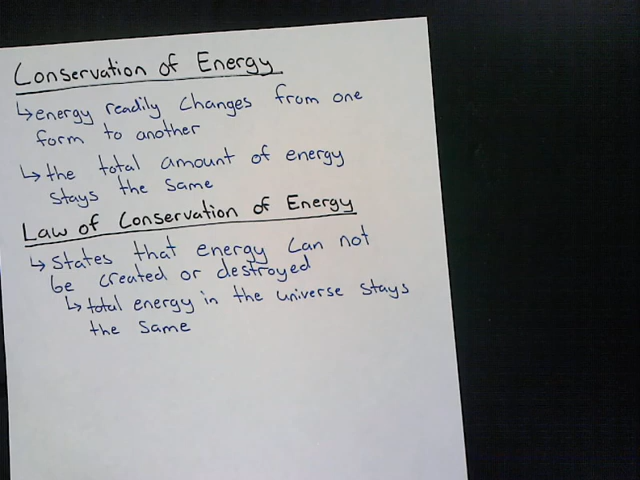 Conservation of Energy
↳energy readily changes from one
form to another
↳the total amount of energy
stays the same
Law of Conservation of Energy
↳States that energy can not
be created or destroyed
↳total energy in the universe stays
the same